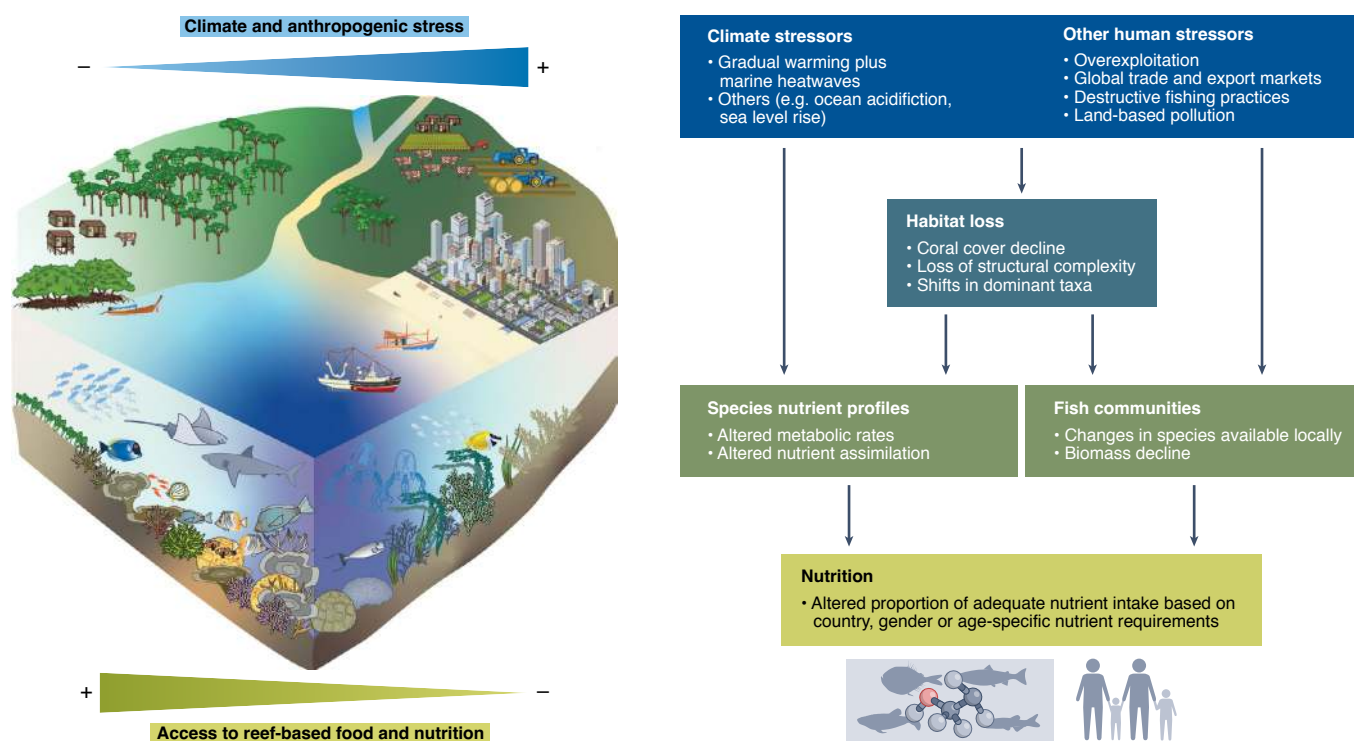 Climate and anthropogenic stress
− +
+ −
Access to reef-based food and nutrition
Climate stressors
• Gradual warming plus
marine heatwaves
• Others (e.g. ocean acidifiction,
sea level rise)
Other human stressors
• Overexploitation
• Global trade and export markets
• Destructive fishing practices
• Land-based pollution
Habitat loss
• Coral cover decline
• Loss of structural complexity
• Shifts in dominant taxa
Species nutrient profiles
• Altered metabolic rates
• Altered nutrient assimilation
Fish communities
• Changes in species available locally
• Biomass decline
Nutrition
• Altered proportion of adequate nutrient intake based on
country, gender or age-specific nutrient requirements